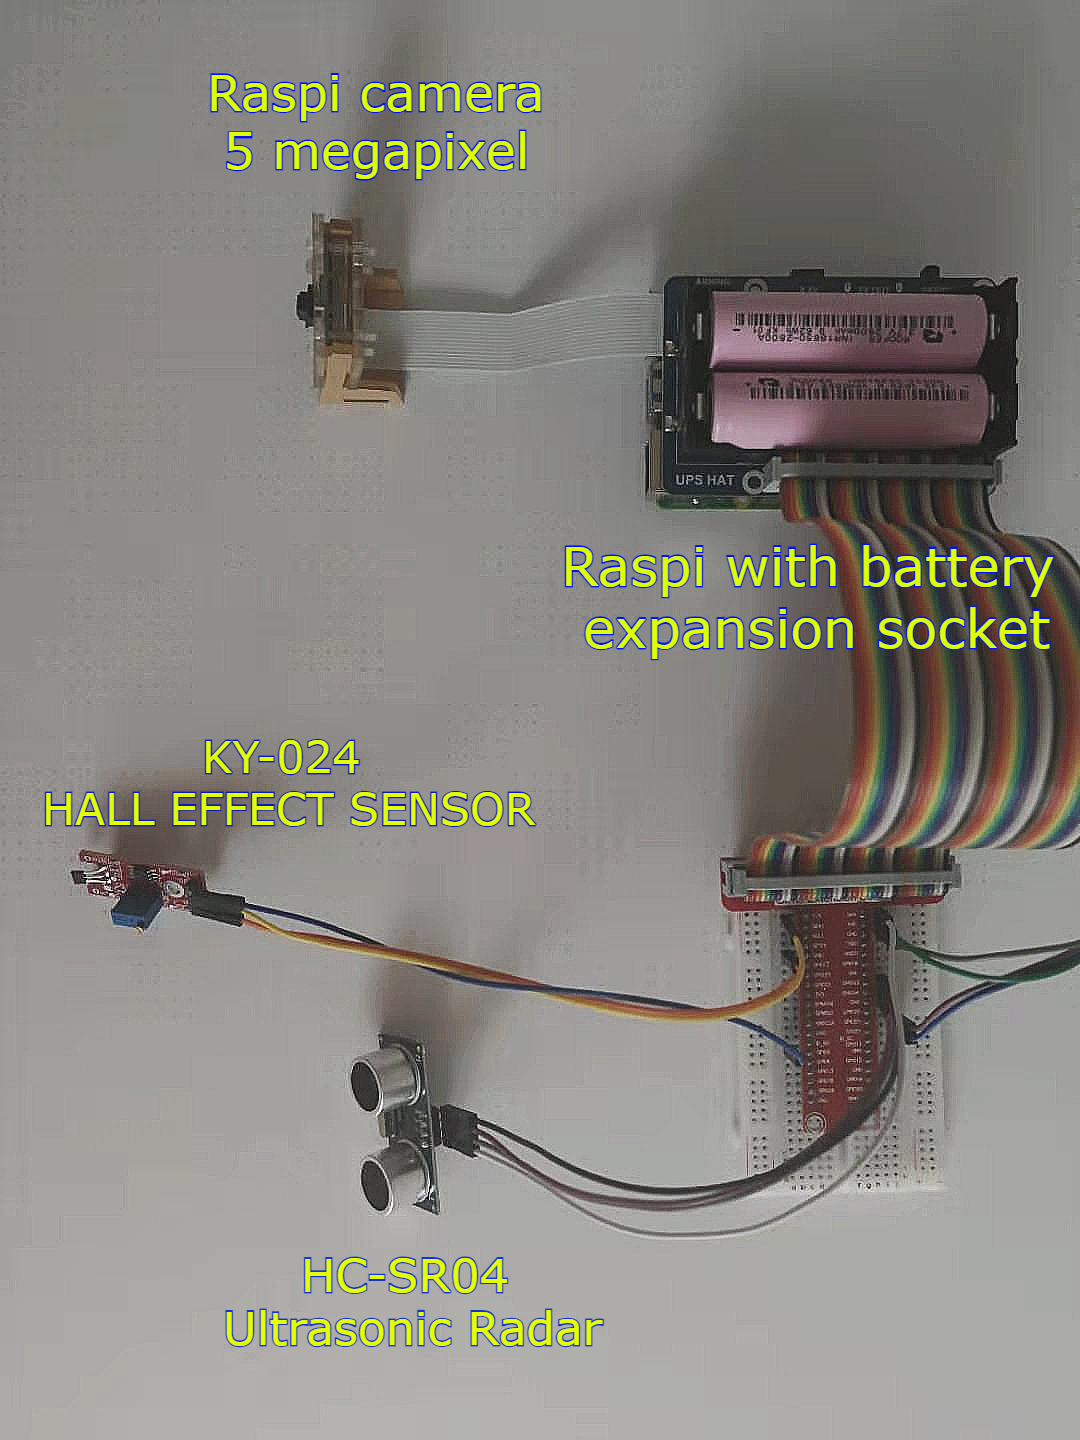 Raspi camera
5 megapixel
UPS HAT
Raspi with battery
expansion socket
KY-024
HALL EFFECT SENSOR
HC-SR04
Ultrasonic Radar